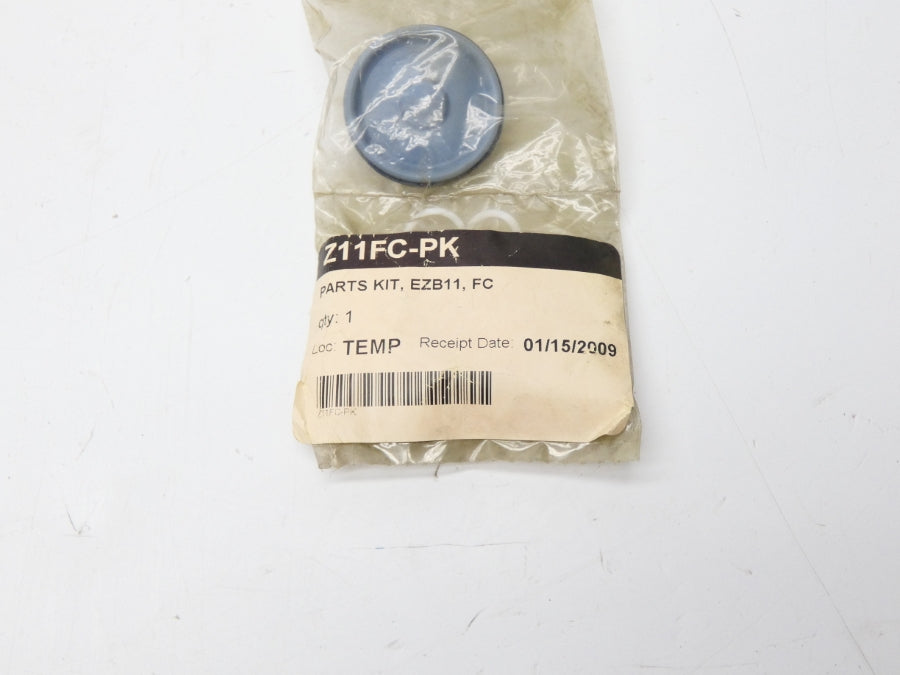 Z11FC-PK
PARTS KIT, EZB11, FC
qty: 1
Loc: TEMP Receipt Date: 01/15/2009
Z11FC-PK